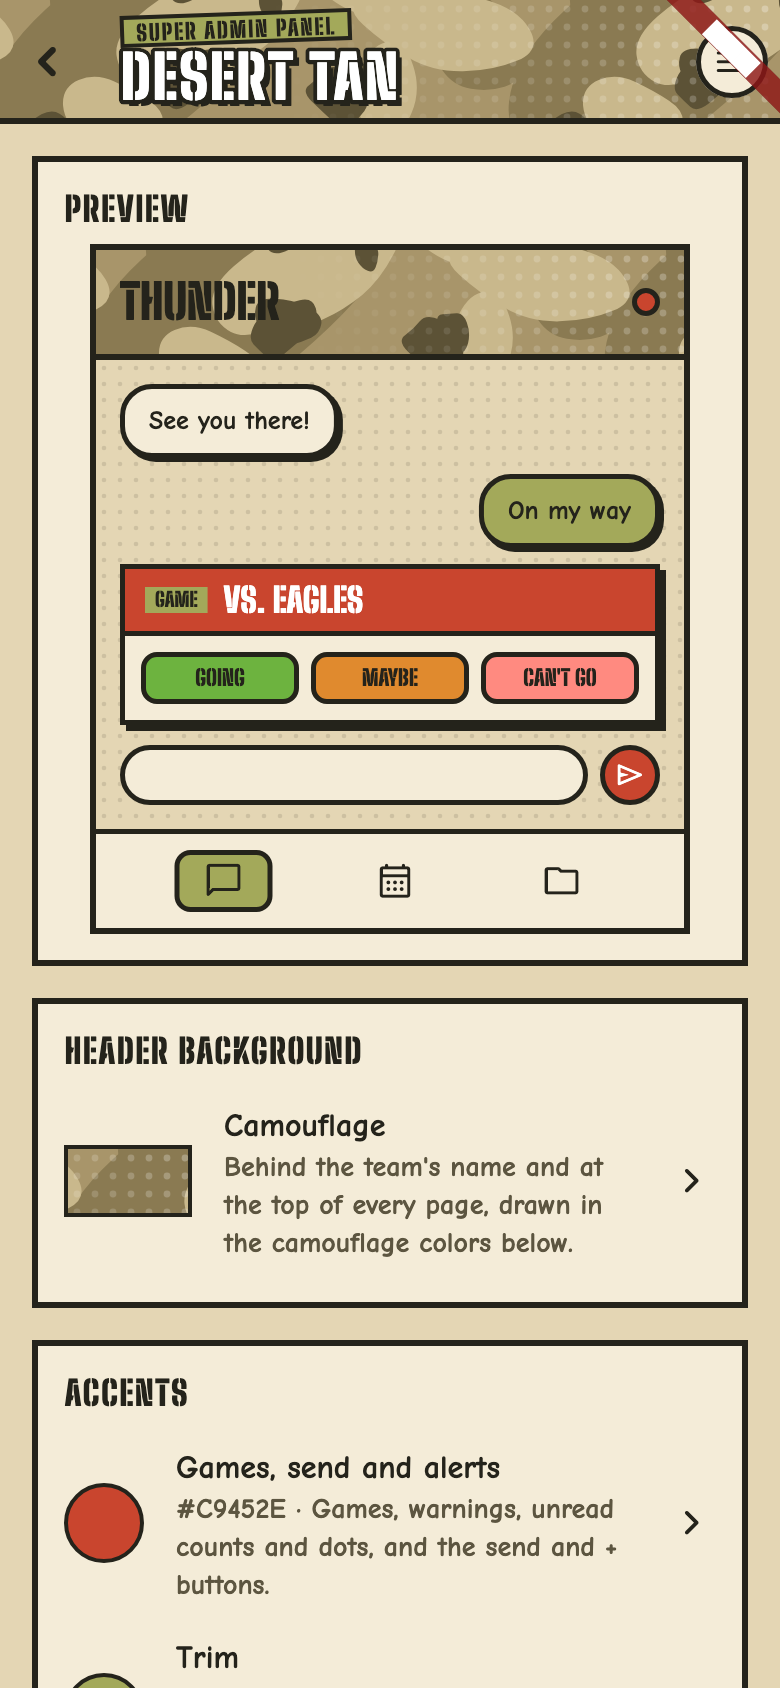 SUPER ADMIN PANEL
DESERT TAN
PREVIEW
THUNDER
See you there!
On my way
GAME VS. EAGLES
GOING MAYBE CAN'T GO
HEADER BACKGROUND
Camouflage
Behind the team's name and at
the top of every page, drawn in
the camouflage colors below.
ACCENTS
Games, send and alerts
#C9452E · Games, warnings, unread
counts and dots, and the send and +
buttons.
Trim